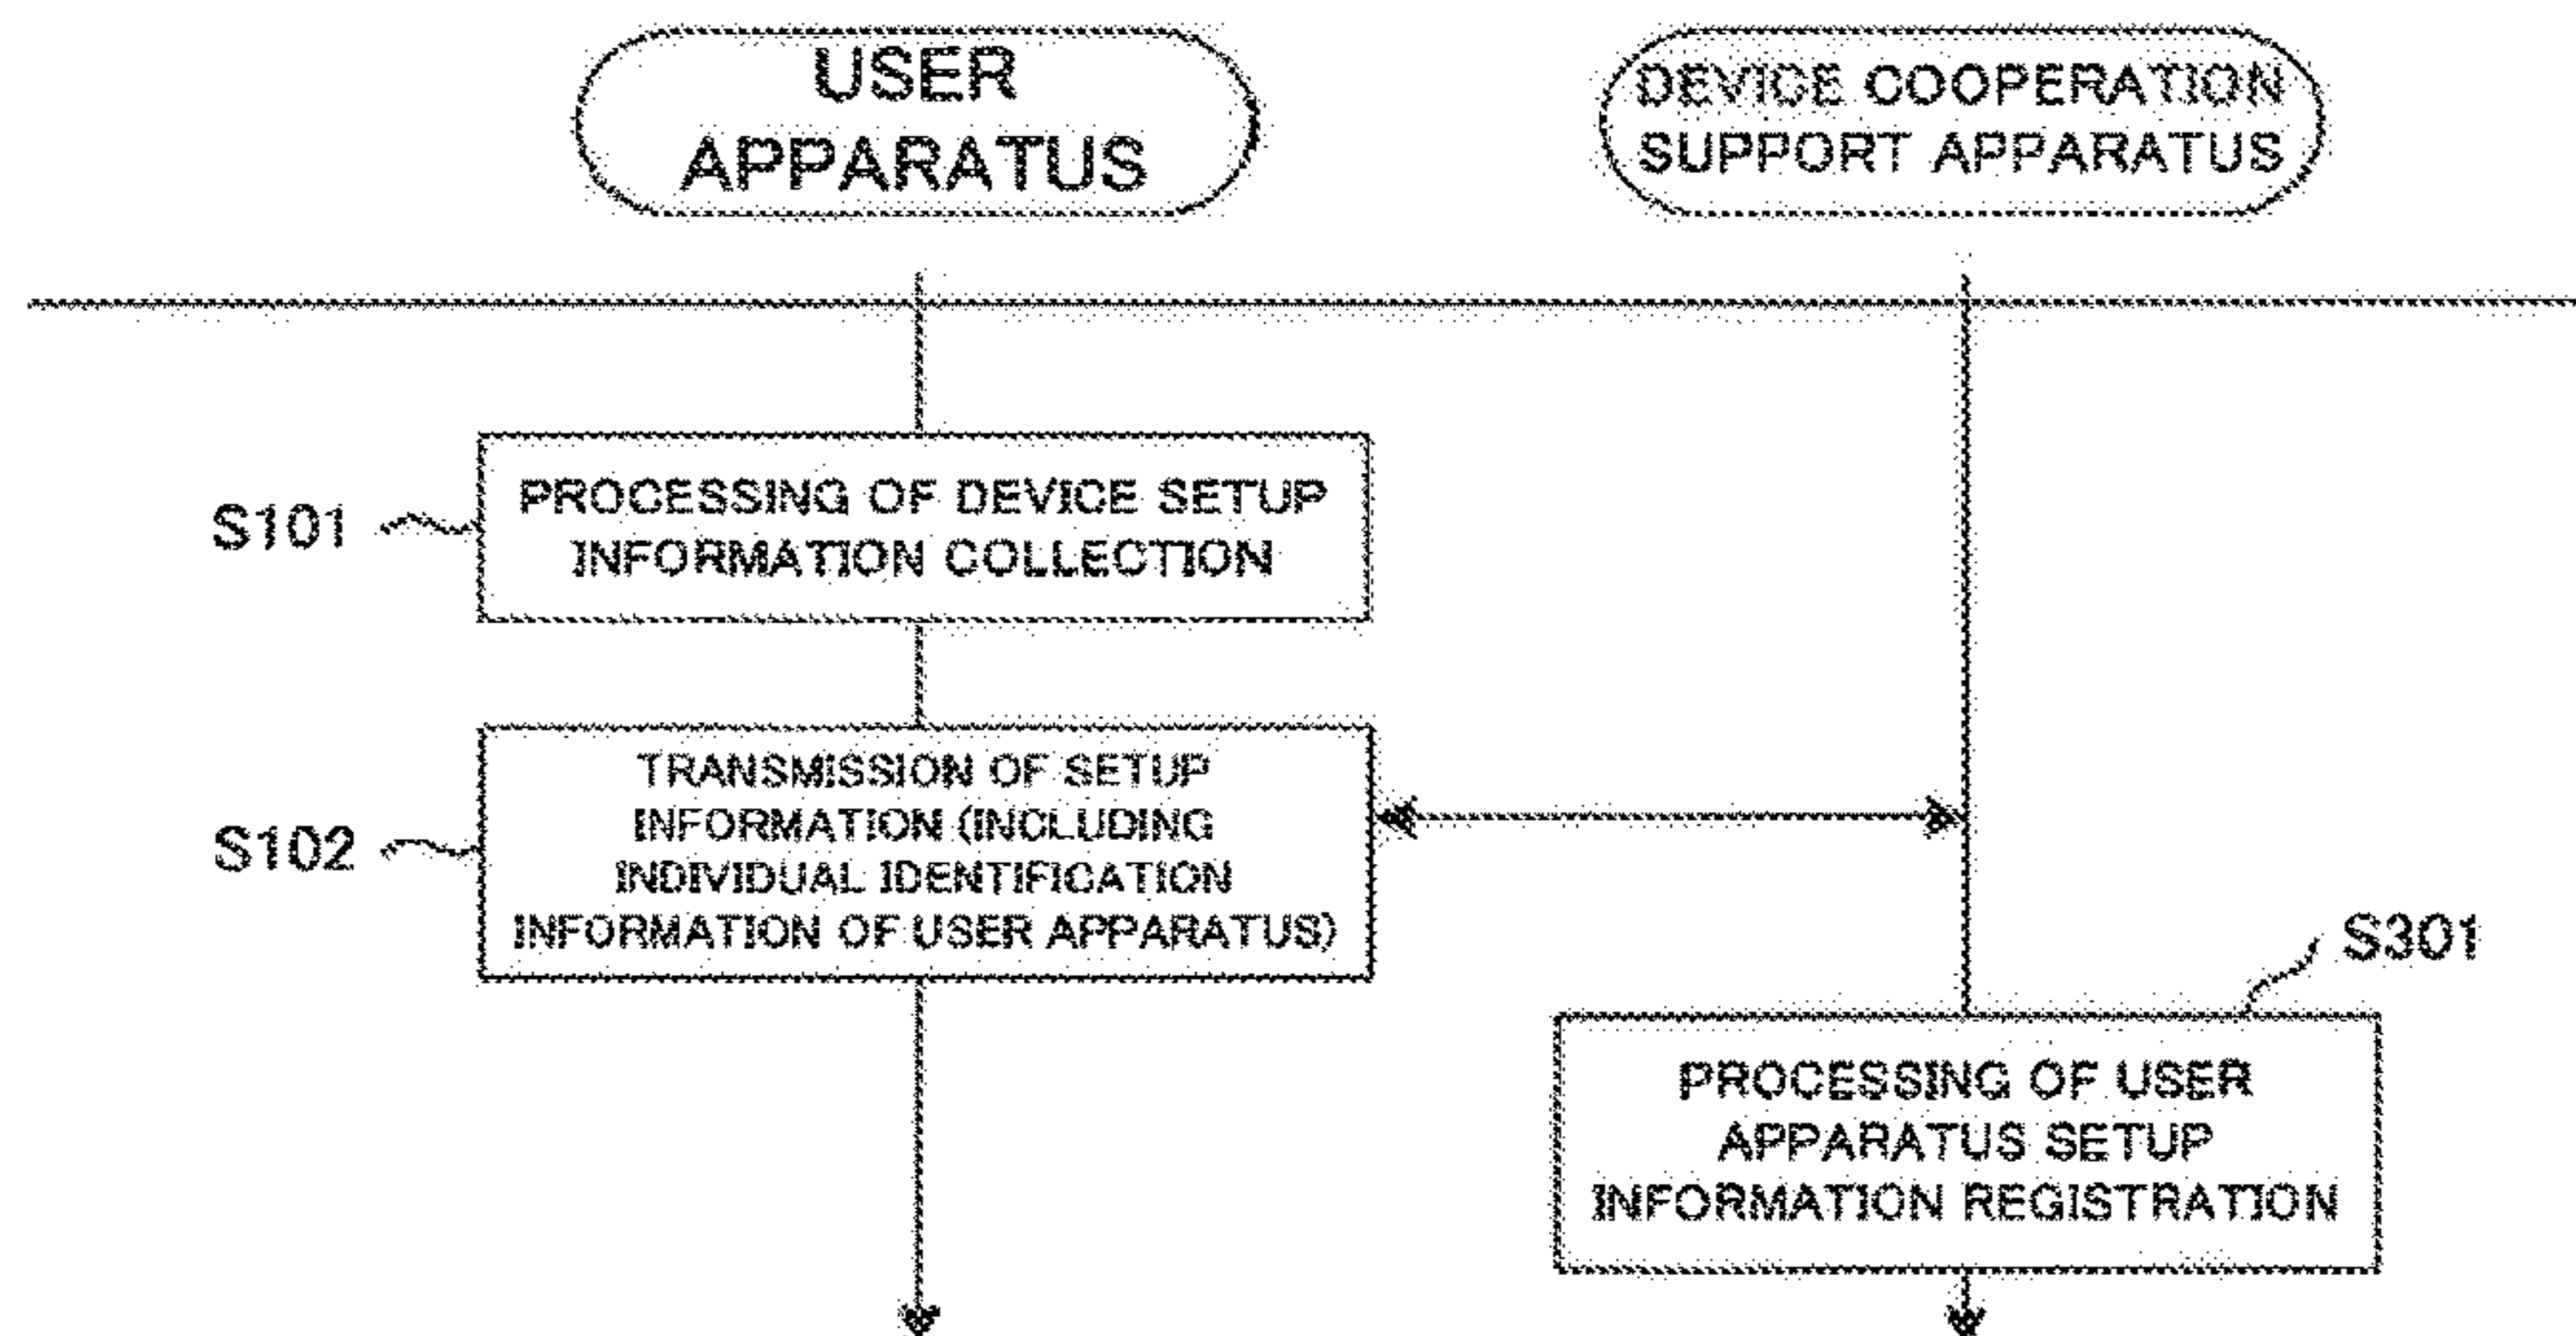 USER
APPARATUS
DEVICE COOPERATION
SUPPORT APPARATUS
S101
PROCESSING OF DEVICE SETUP
INFORMATION COLLECTION
S102
TRANSMISSION OF SETUP
INFORMATION (INCLUDING
INDIVIDUAL IDENTIFICATION
INFORMATION OF USER APPARATUS)
S301
PROCESSING OF USER
APPARATUS SETUP
INFORMATION REGISTRATION